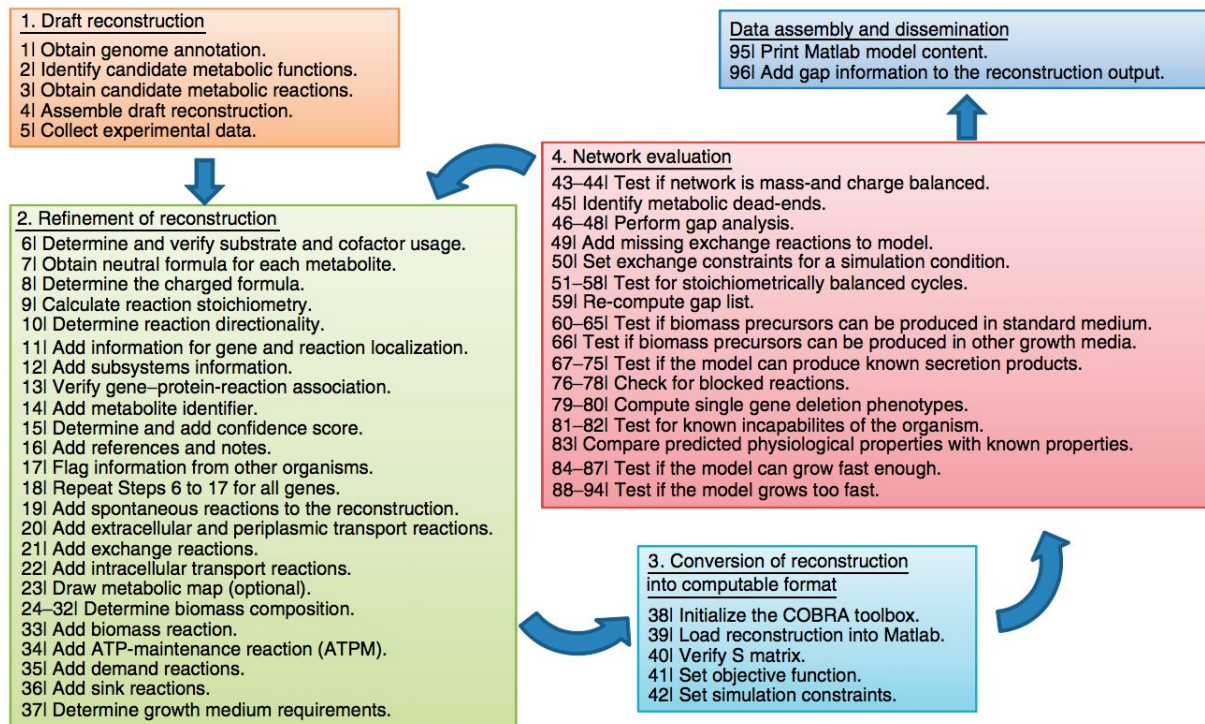 1. Draft reconstruction
1| Obtain genome annotation.
2| Identify candidate metabolic functions.
3| Obtain candidate metabolic reactions.
4| Assemble draft reconstruction.
5| Collect experimental data.
2. Refinement of reconstruction
6| Determine and verify substrate and cofactor usage.
7| Obtain neutral formula for each metabolite.
8| Determine the charged formula.
9| Calculate reaction stoichiometry.
10| Determine reaction directionality.
11| Add information for gene and reaction localization.
12| Add subsystems information.
13| Verify gene–protein-reaction association.
14| Add metabolite identifier.
15| Determine and add confidence score.
16| Add references and notes.
17| Flag information from other organisms.
18| Repeat Steps 6 to 17 for all genes.
19| Add spontaneous reactions to the reconstruction.
20| Add extracellular and periplasmic transport reactions.
21| Add exchange reactions.
22| Add intracellular transport reactions.
23| Draw metabolic map (optional).
24–32| Determine biomass composition.
33| Add biomass reaction.
34| Add ATP-maintenance reaction (ATPM).
35| Add demand reactions.
36| Add sink reactions.
37| Determine growth medium requirements.
3. Conversion of reconstruction
into computable format
38| Initialize the COBRA toolbox.
39| Load reconstruction into Matlab.
40| Verify S matrix.
41| Set objective function.
42| Set simulation constraints.
4. Network evaluation
43–44| Test if network is mass-and charge balanced.
45| Identify metabolic dead-ends.
46–48| Perform gap analysis.
49| Add missing exchange reactions to model.
50| Set exchange constraints for a simulation condition.
51–58| Test for stoichiometrically balanced cycles.
59| Re-compute gap list.
60–65| Test if biomass precursors can be produced in standard medium.
66| Test if biomass precursors can be produced in other growth media.
67–75| Test if the model can produce known secretion products.
76–78| Check for blocked reactions.
79–80| Compute single gene deletion phenotypes.
81–82| Test for known incapabilites of the organism.
83| Compare predicted physiological properties with known properties.
84–87| Test if the model can grow fast enough.
88–94| Test if the model grows too fast.
Data assembly and dissemination
95| Print Matlab model content.
96| Add gap information to the reconstruction output.